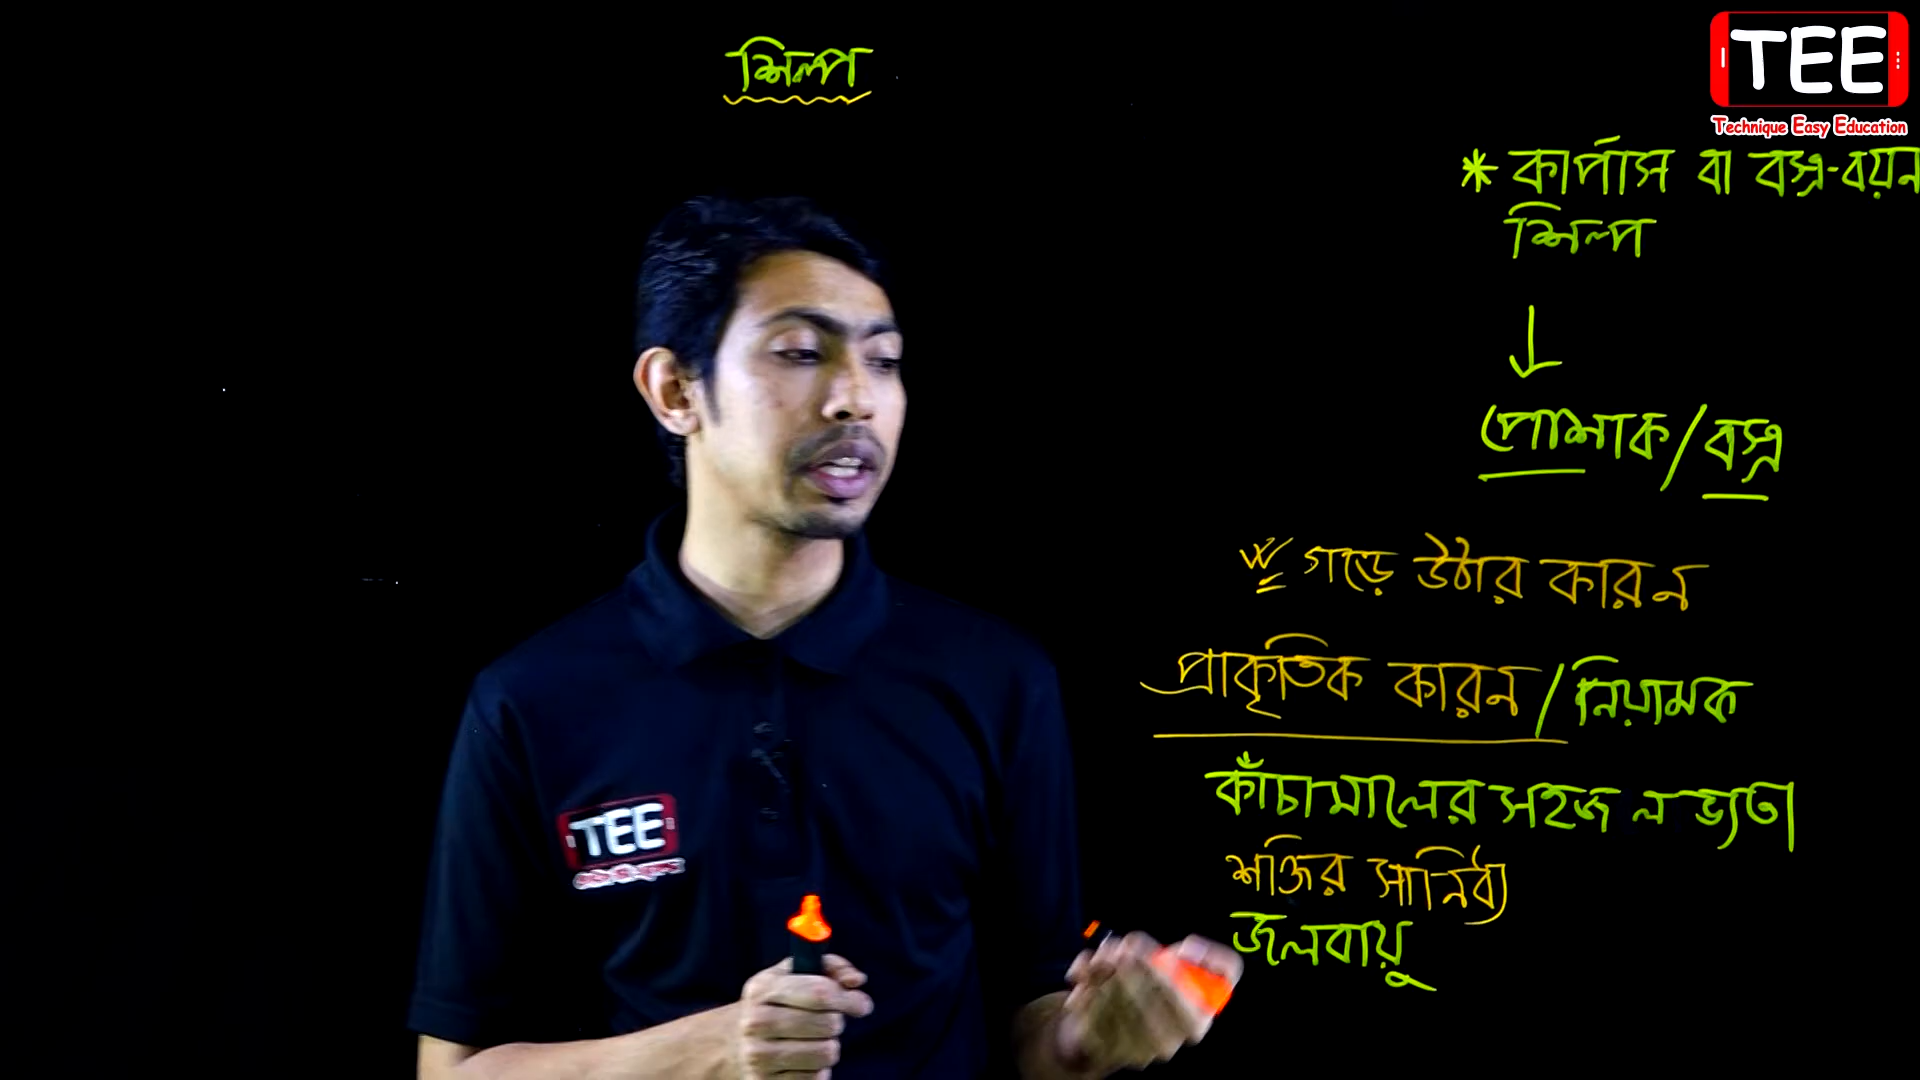 শিল্প
TEE
Technique Easy Education
* কার্পাস বা বস্ত্র-বয়ন
শিল্প
পোশাক/বস্ত্র
গড়ে উঠার কারন
প্রাকৃতিক কারন/নিয়ামক
কাঁচামালের সহজ লভ্যতা
শক্তির সানিধ্য
জলবায়ু
TEE